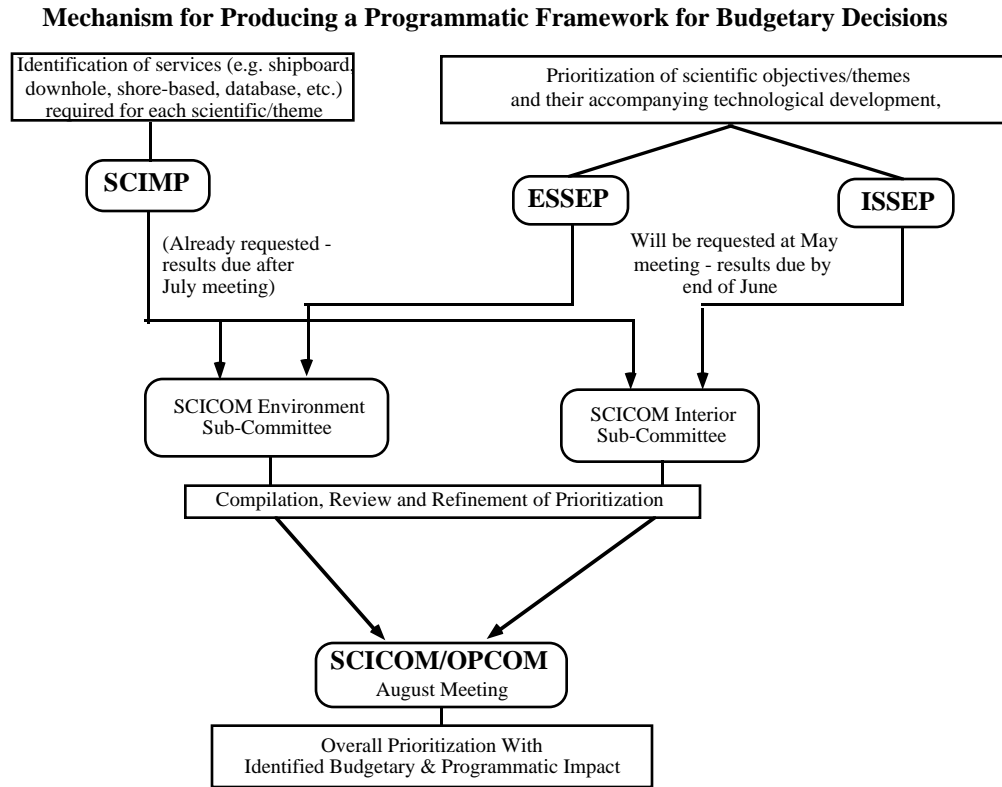 Mechanism for Producing a Programmatic Framework for Budgetary Decisions
Identification of services (e.g. shipboard,
downhole, shore-based, database, etc.)
required for each scientific/theme
Prioritization of scientific objectives/themes
and their accompanying technological development,
SCIMP
ESSEP
ISSEP
(Already requested -
results due after
July meeting)
Will be requested at May
meeting - results due by
end of June
SCICOM Environment
Sub-Committee
SCICOM Interior
Sub-Committee
Compilation, Review and Refinement of Prioritization
SCICOM/OPCOM
August Meeting
Overall Prioritization With
Identified Budgetary & Programmatic Impact